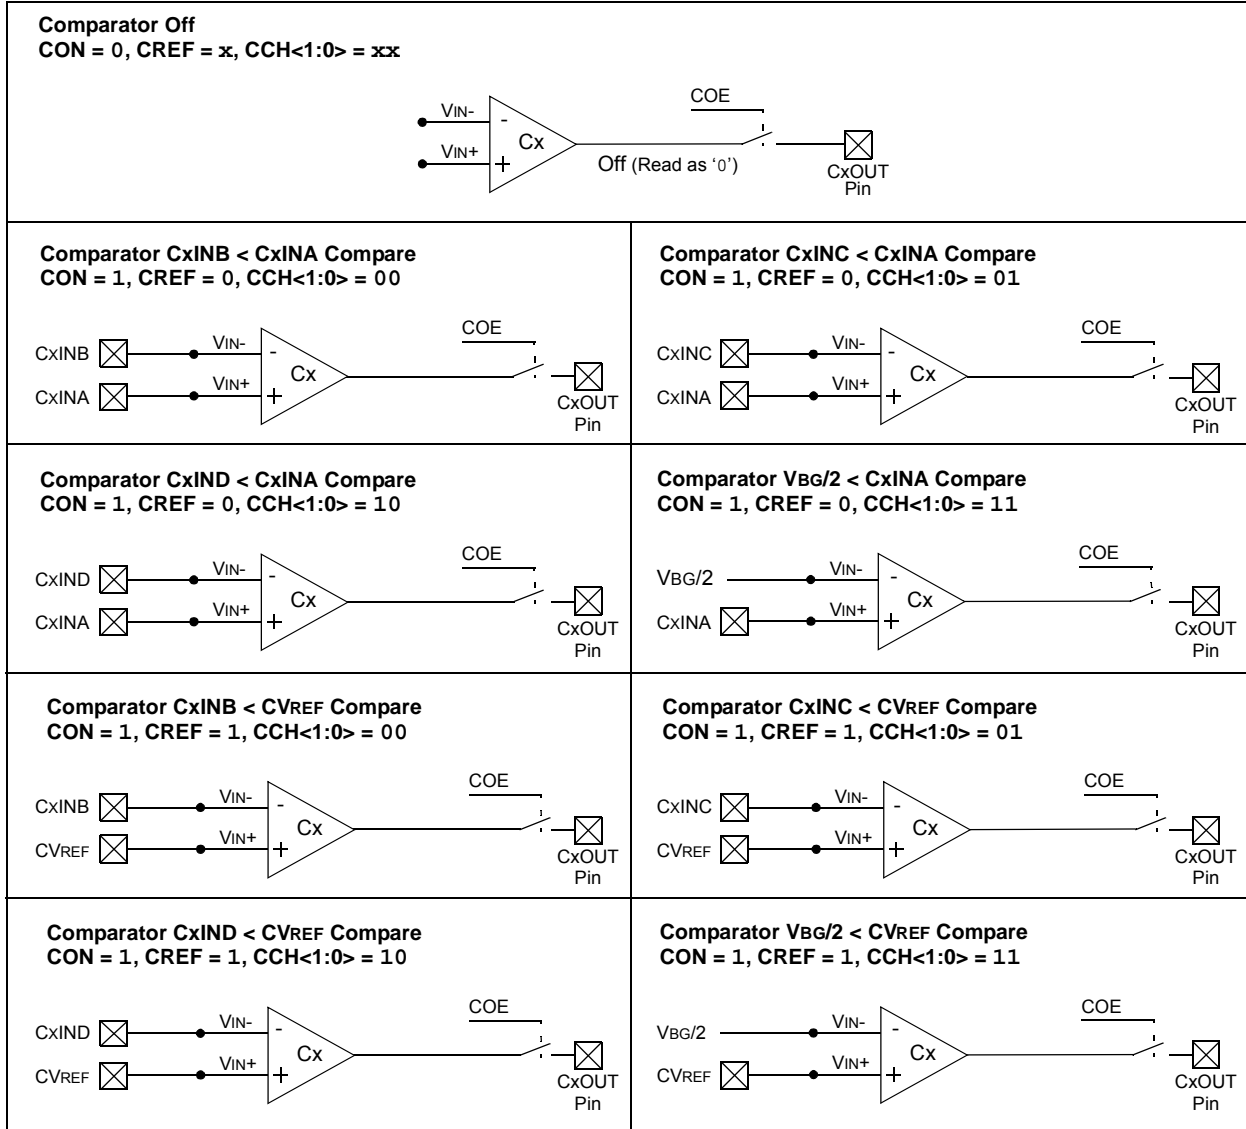 Comparator Off
CON = 0, CREF = x, CCH<1:0> = xx
COE
VIN-
-
Cx
VIN+
+
Off (Read as ‘0’)
CxOUT
Pin
Comparator CxINB < CxINA Compare
CON = 1, CREF = 0, CCH<1:0> = 00
COE
CxINB
VIN-
-
Cx
CxINA
VIN+
+
CxOUT
Pin
Comparator CxINC < CxINA Compare
CON = 1, CREF = 0, CCH<1:0> = 01
COE
CxINC
VIN-
-
Cx
CxINA
VIN+
+
CxOUT
Pin
Comparator CxIND < CxINA Compare
CON = 1, CREF = 0, CCH<1:0> = 10
COE
CxIND
VIN-
-
Cx
CxINA
VIN+
+
CxOUT
Pin
Comparator VBG/2 < CxINA Compare
CON = 1, CREF = 0, CCH<1:0> = 11
COE
VBG/2
VIN-
-
Cx
CxINA
VIN+
+
CxOUT
Pin
Comparator CxINB < CVREF Compare
CON = 1, CREF = 1, CCH<1:0> = 00
COE
CxINB
VIN-
-
Cx
CVREF
VIN+
+
CxOUT
Pin
Comparator CxINC < CVREF Compare
CON = 1, CREF = 1, CCH<1:0> = 01
COE
CxINC
VIN-
-
Cx
CVREF
VIN+
+
CxOUT
Pin
Comparator CxIND < CVREF Compare
CON = 1, CREF = 1, CCH<1:0> = 10
COE
CxIND
VIN-
-
Cx
CVREF
VIN+
+
CxOUT
Pin
Comparator VBG/2 < CVREF Compare
CON = 1, CREF = 1, CCH<1:0> = 11
COE
VBG/2
VIN-
-
Cx
CVREF
VIN+
+
CxOUT
Pin